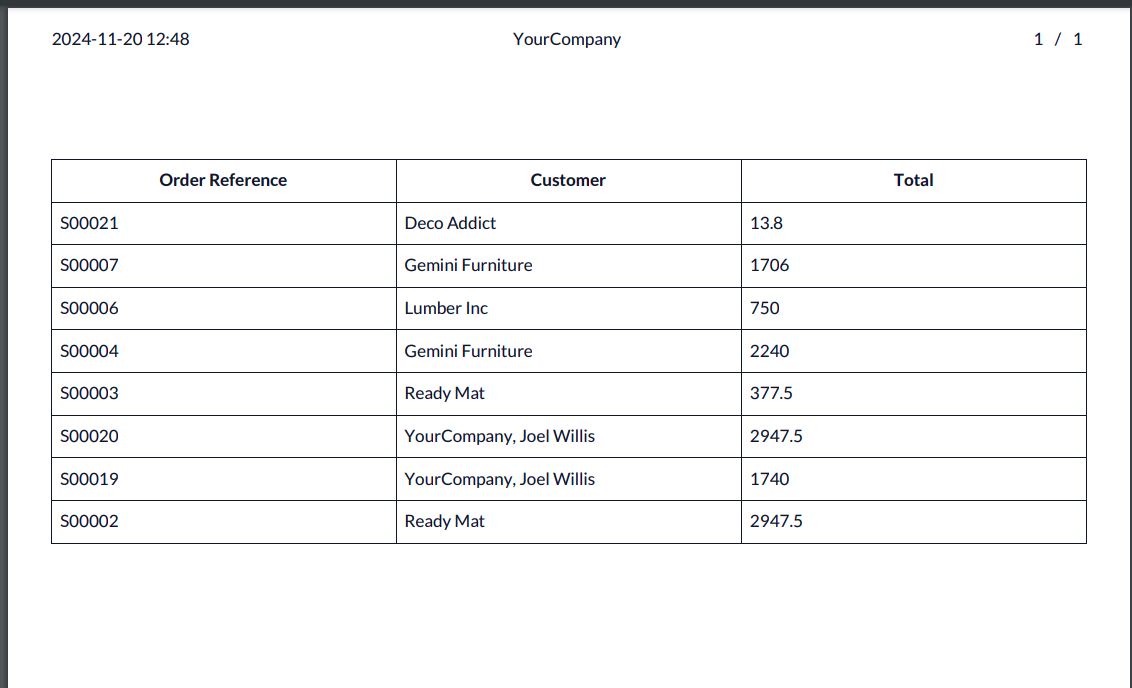 2024-11-20 12:48 YourCompany 1 / 1
Order Reference Customer Total
S00021 Deco Addict 13.8
S00007 Gemini Furniture 1706
S00006 Lumber Inc 750
S00004 Gemini Furniture 2240
S00003 Ready Mat 377.5
S00020 YourCompany, Joel Willis 2947.5
S00019 YourCompany, Joel Willis 1740
S00002 Ready Mat 2947.5